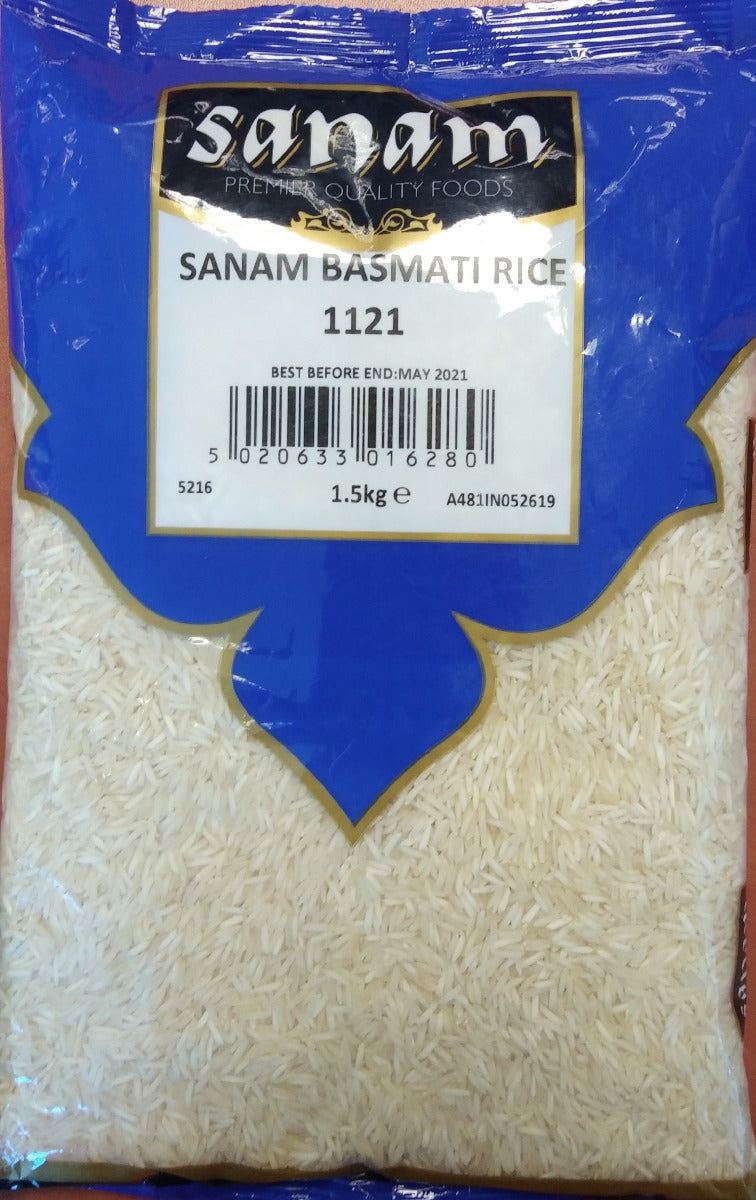 sanam
PREMIER QUALITY FOODS
SANAM BASMATI RICE
1121
BEST BEFORE END:MAY 2021
5 020633 016280
5216 1.5kg ℮ A481IN052619